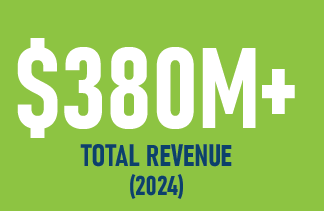 $380M+
TOTAL REVENUE
(2024)